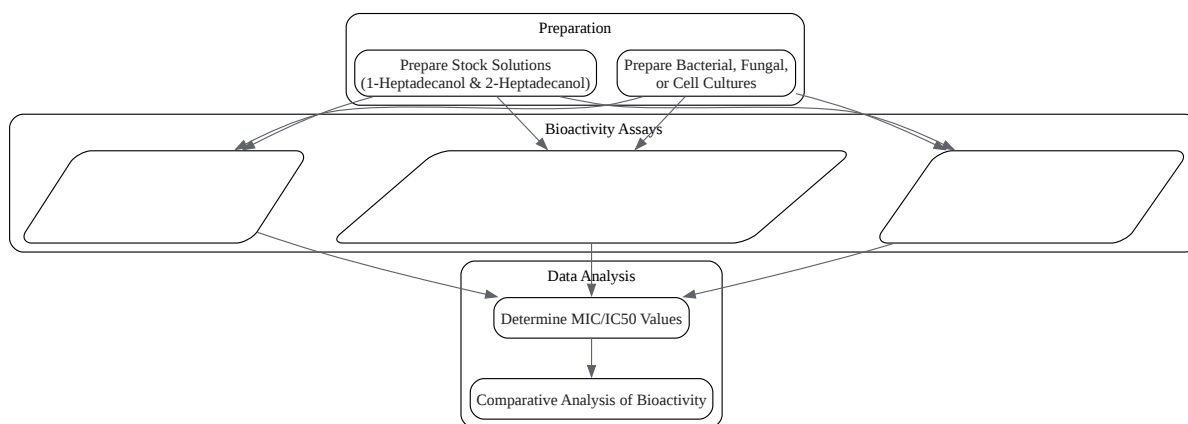 Preparation
Prepare Stock Solutions
(1-Heptadecanol & 2-Heptadecanol)
Prepare Bacterial, Fungal,
or Cell Cultures
Bioactivity Assays
Data Analysis
Determine MIC/IC50 Values
Comparative Analysis of Bioactivity